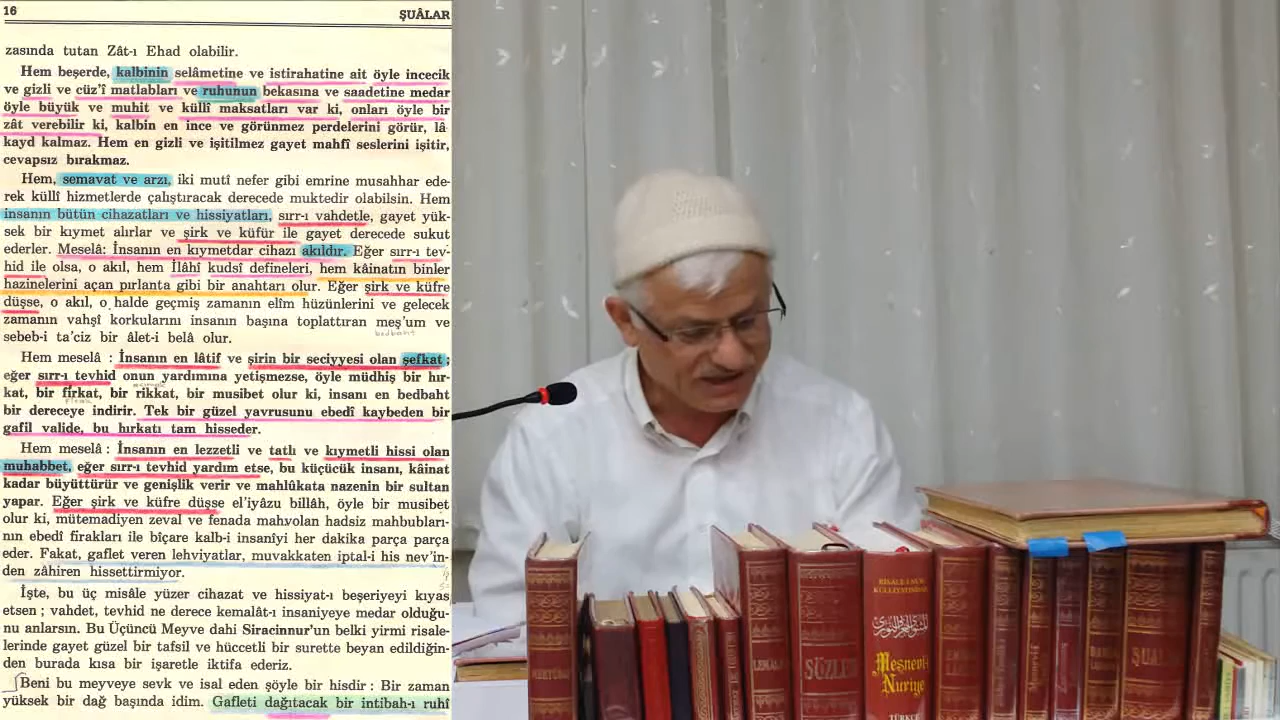 16
ŞUÂLAR
zasında tutan Zât-ı Ehad olabilir.
Hem beşerde, kalbinin selâmetine ve istirahatine ait öyle incecik
ve gizli ve cüz'î matlabları ve ruhunun bekasına ve saadetine medar
öyle büyük ve muhit ve küllî maksatları var ki, onları öyle bir
zât verebilir ki, kalbin en ince ve görünmez perdelerini görür, lâ
kayd kalmaz. Hem en gizli ve işitilmez gayet mahfî seslerini işitir,
cevapsız bırakmaz.
Hem, semavat ve arzı, iki mutî nefer gibi emrine musahhar ede-
rek küllî hizmetlerde çalıştıracak derecede muktedir olabilsin. Hem
insanın bütün cihazatları ve hissiyatları, sırr-ı vahdetle, gayet yük-
sek bir kıymet alırlar ve şirk ve küfür ile gayet derecede sukut
ederler. Meselâ: İnsanın en kıymetdar cihazı akıldır. Eğer sırr-ı tev-
hid ile olsa, o akıl, hem İlâhî kudsî defineleri, hem kâinatın binler
hazinelerini açan pırlanta gibi bir anahtarı olur. Eğer şirk ve küfre
düşse, o akıl, o halde geçmiş zamanın elîm hüzünlerini ve gelecek
zamanın vahşî korkularını insanın başına toplattıran meş'um ve
bedbaht
sebeb-i ta'ciz bir âlet-i belâ olur.
Hem meselâ : İnsanın en lâtif ve şirin bir seciyyesi olan şefkat ;
eğer sırr-ı tevhid onun yardımına yetişmezse, öyle müdhiş bir hır-
kat, bir firkat, bir rikkat, bir musibet olur ki, insanı en bedbaht
bir dereceye indirir. Tek bir güzel yavrusunu ebedî kaybeden bir
gafil valide, bu hırkatı tam hisseder.
Hem meselâ : İnsanın en lezzetli ve tatlı ve kıymetli hissi olan
muhabbet, eğer sırr-ı tevhid yardım etse, bu küçücük insanı, kâinat
kadar büyüttürür ve genişlik verir ve mahlûkata nazenin bir sultan
yapar. Eğer şirk ve küfre düşse el'iyâzu billâh, öyle bir musibet
olur ki, mütemadiyen zeval ve fenada mahvolan hadsiz mahbubları-
nın ebedî firakları ile bîçare kalb-i insaniyi her dakika parça parça
eder. Fakat, gaflet veren lehviyatlar, muvakkaten iptal-i his nev'in-
den zâhiren hissettirmiyor.
İşte, bu üç misâle yüzer cihazat ve hissiyat-ı beşeriyeyi kıyas
etsen ; vahdet, tevhid ne derece kemalât-ı insaniyeye medar olduğu-
nu anlarsın. Bu Üçüncü Meyve dahi Siracinnur'un belki yirmi risale-
lerinde gayet güzel bir tafsil ve hüccetli bir surette beyan edildiğin-
den burada kısa bir işaretle iktifa ederiz.
Beni bu meyveye sevk ve isal eden şöyle bir hisdir : Bir zaman
yüksek bir dağ başında idim. Gafleti dağıtacak bir intibah-ı ruhî
MEKTÛBAT
LEMALAR
SÖZLER
RİSALE-İ NUR
KÜLLİYATINDAN
Mesnevî-i
Nuriye
TÜRKÇE